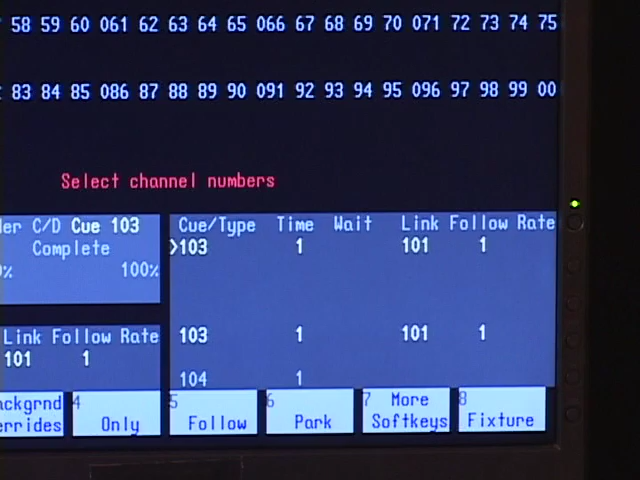 58 59 60 061 62 63 64 65 066 67 68 69 70 071 72 73 74 75
83 84 85 086 87 88 89 90 091 92 93 94 95 096 97 98 99 00
Select channel numbers
C/D Cue 103
Complete
100%
Cue/Type Time Wait Link Follow Rate
>103 1 101 1
103 1 101 1
104 1
Link Follow Rate
101 1
4 Only
5 Follow
6 Park
7 More Softkeys
8 Fixture